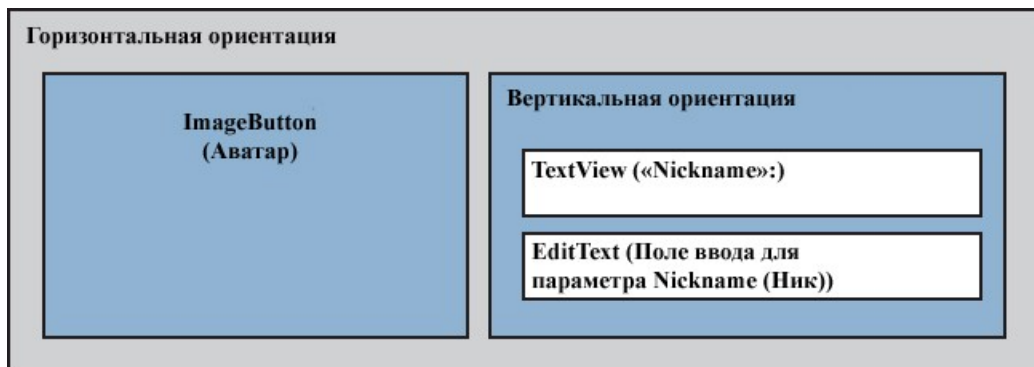 Горизонтальная ориентация
ImageButton
(Аватар)
Вертикальная ориентация
TextView («Nickname»:)
EditText (Поле ввода для
параметра Nickname (Ник))